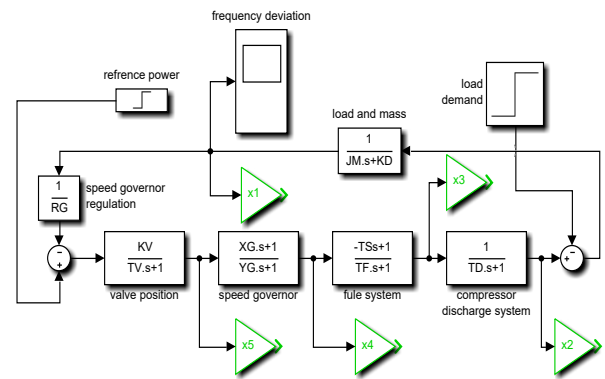 frequency deviation
refrence power
load
demand
load and mass
1
JM.s+KD
x3
x1
1
RG
speed governor
regulation
KV
TV.s+1
valve position
XG.s+1
YG.s+1
speed governor
-TSs+1
TF.s+1
fule system
1
TD.s+1
compressor
discharge system
x5
x4
x2